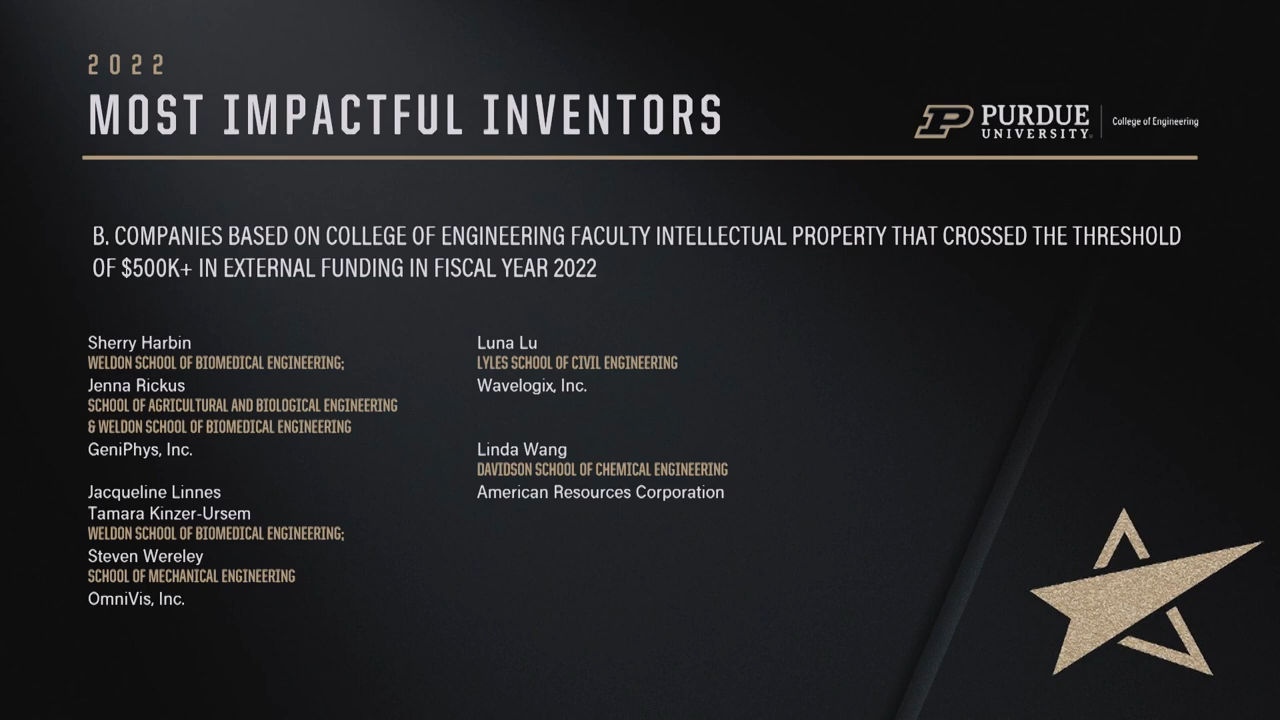 2022
MOST IMPACTFUL INVENTORS
PURDUE
UNIVERSITY.
College of Engineering
B. COMPANIES BASED ON COLLEGE OF ENGINEERING FACULTY INTELLECTUAL PROPERTY THAT CROSSED THE THRESHOLD
OF $500K+ IN EXTERNAL FUNDING IN FISCAL YEAR 2022
Sherry Harbin
WELDON SCHOOL OF BIOMEDICAL ENGINEERING;
Jenna Rickus
SCHOOL OF AGRICULTURAL AND BIOLOGICAL ENGINEERING
& WELDON SCHOOL OF BIOMEDICAL ENGINEERING
GeniPhys, Inc.
Jacqueline Linnes
Tamara Kinzer-Ursem
WELDON SCHOOL OF BIOMEDICAL ENGINEERING;
Steven Wereley
SCHOOL OF MECHANICAL ENGINEERING
OmniVis, Inc.
Luna Lu
LYLES SCHOOL OF CIVIL ENGINEERING
Wavelogix, Inc.
Linda Wang
DAVIDSON SCHOOL OF CHEMICAL ENGINEERING
American Resources Corporation